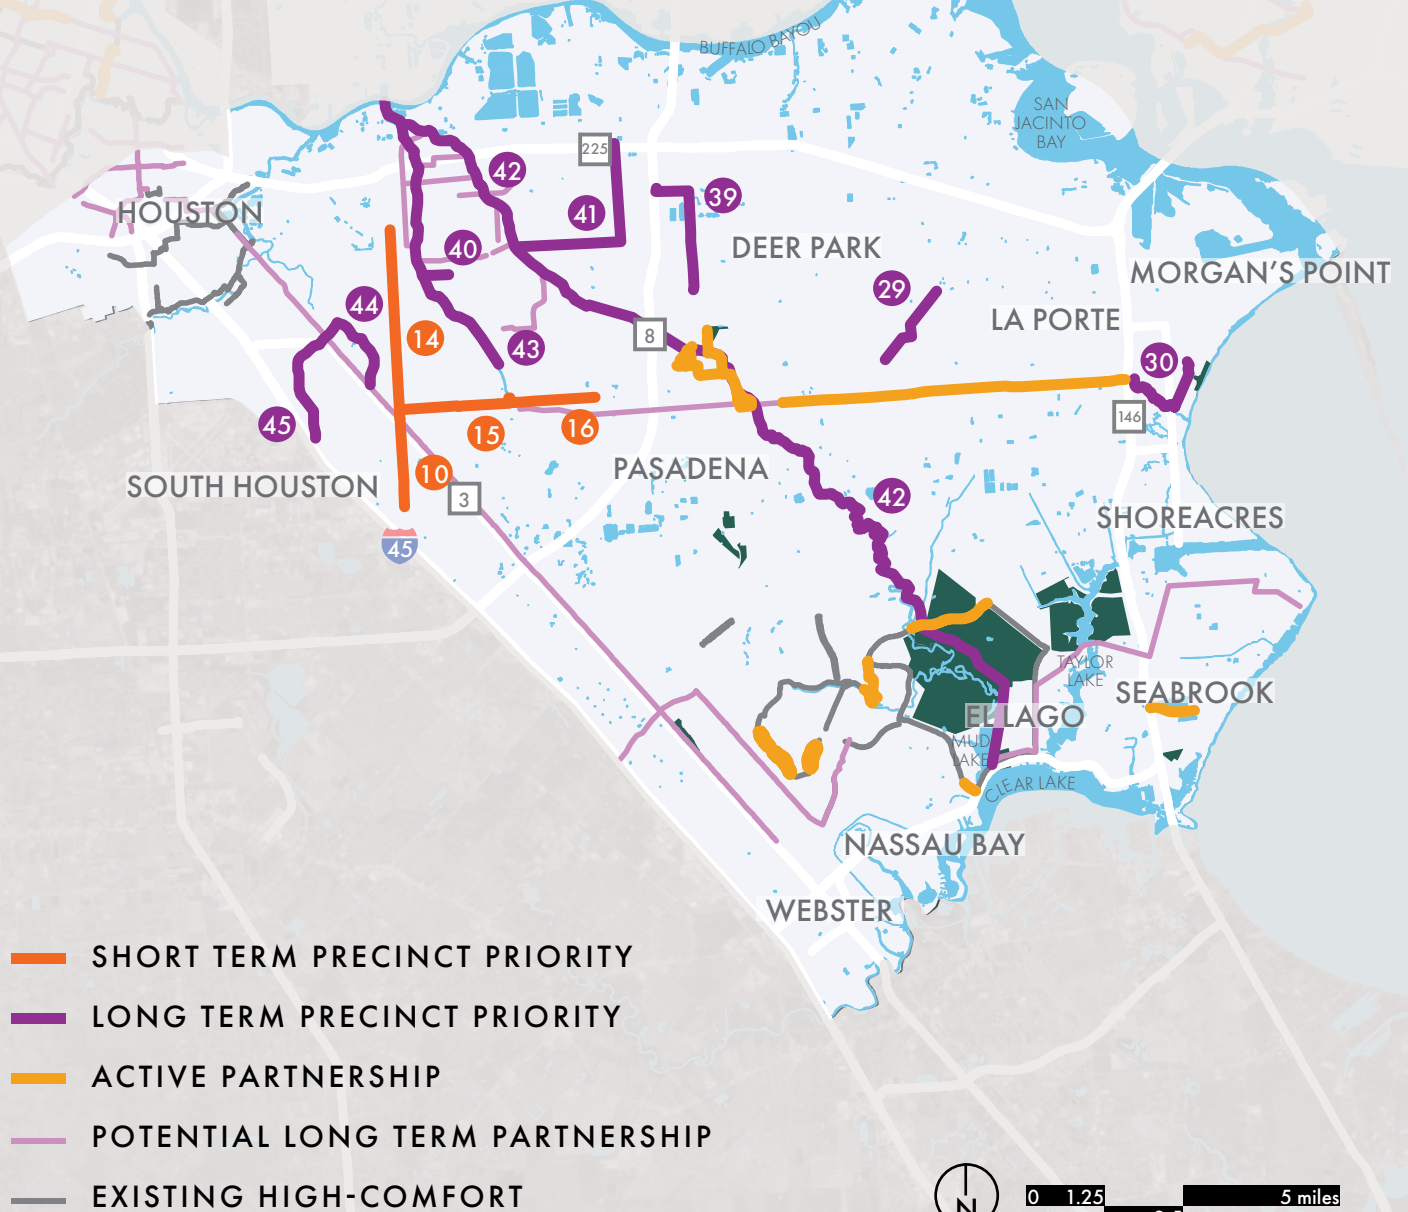 BUFFALO BAYOU
SAN
JACINTO
BAY
225
42
41
39
HOUSTON
40
DEER PARK
MORGAN'S POINT
29
44
LA PORTE
14
43
8
30
146
45
15
16
10
3
PASADENA
SOUTH HOUSTON
42
45
SHOREACRES
TAYLOR
LAKE
SEABROOK
EL LAGO
MUD
LAKE
CLEAR LAKE
NASSAU BAY
WEBSTER
SHORT TERM PRECINCT PRIORITY
LONG TERM PRECINCT PRIORITY
ACTIVE PARTNERSHIP
POTENTIAL LONG TERM PARTNERSHIP
EXISTING HIGH-COMFORT
N
0 1.25 5 miles